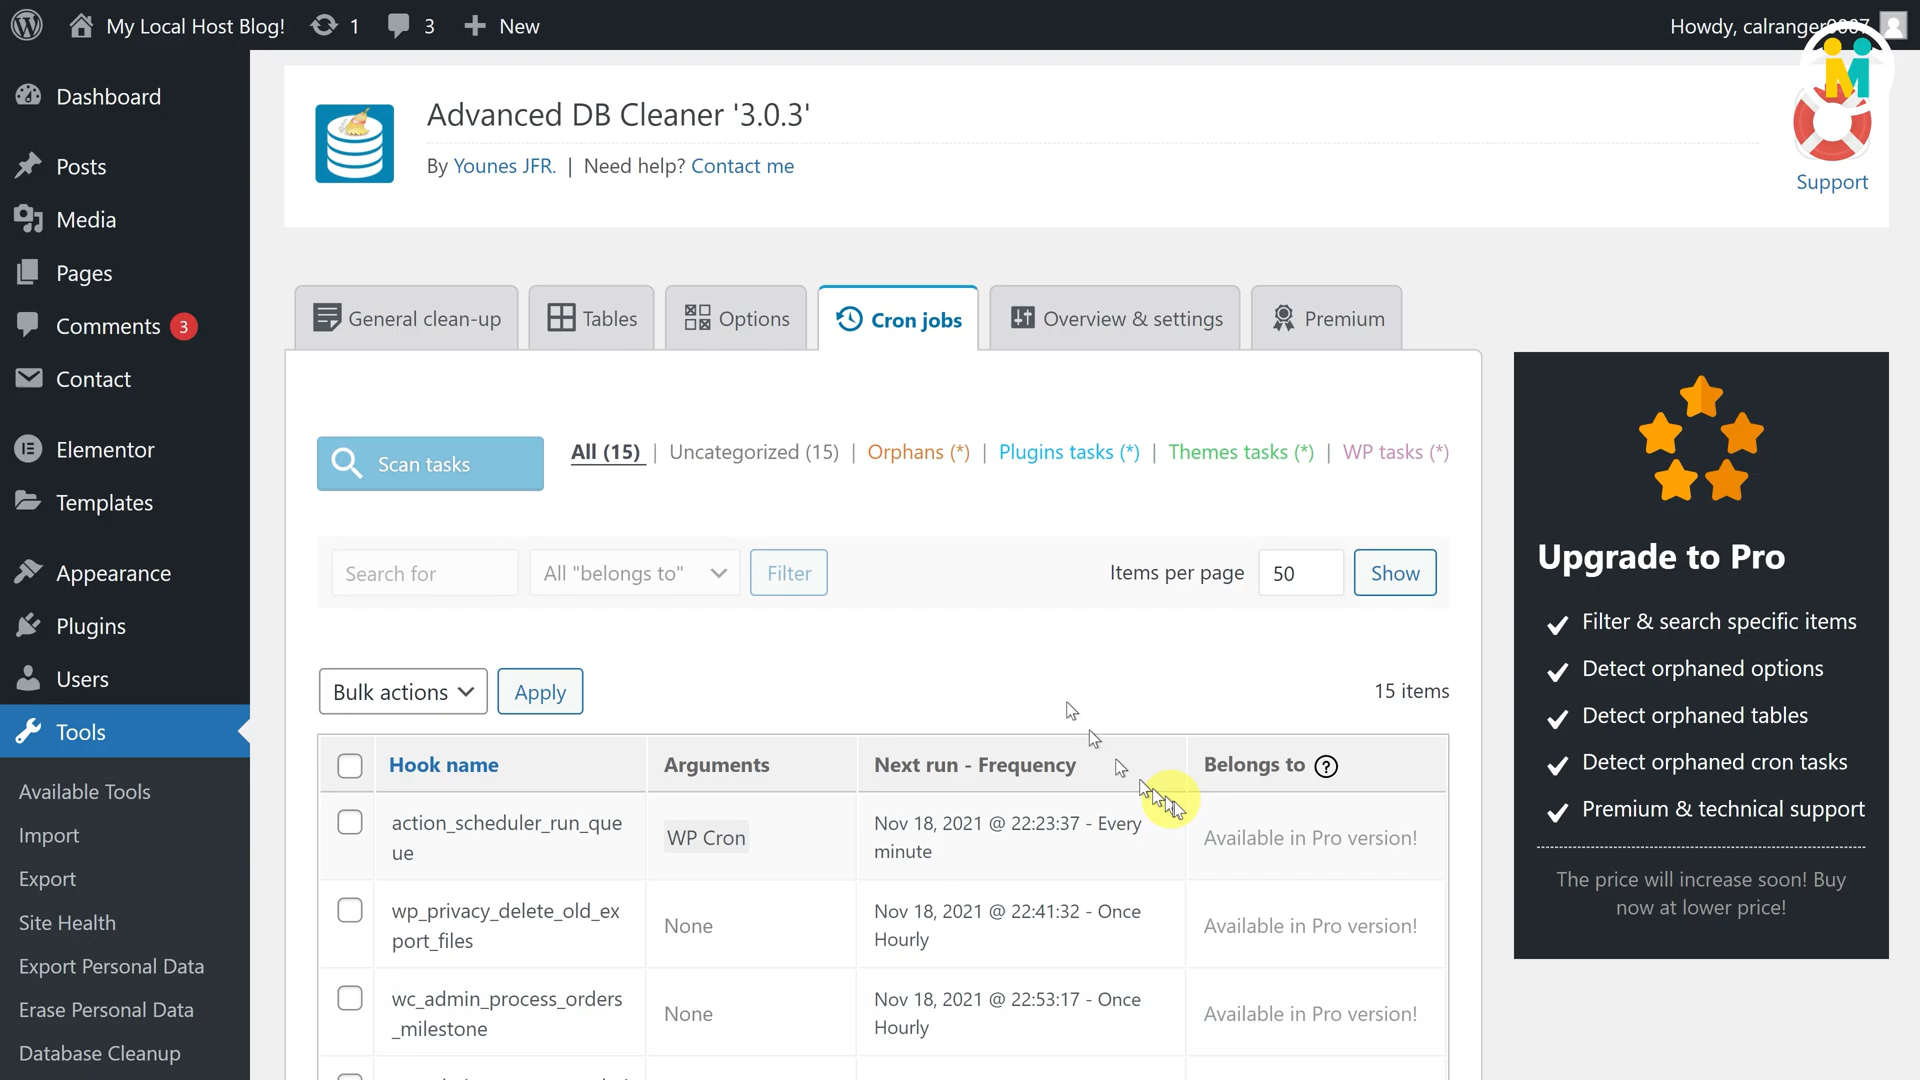 My Local Host Blog! 1 3 New
Howdy, calranger0007
Dashboard
Posts
Media
Pages
Comments 3
Contact
Elementor
Templates
Appearance
Plugins
Users
Tools
Available Tools
Import
Export
Site Health
Export Personal Data
Erase Personal Data
Database Cleanup
Advanced DB Cleaner '3.0.3'
By Younes JFR. | Need help? Contact me
M
Support
General clean-up
Tables
Options
Cron jobs
Overview & settings
Premium
Scan tasks
All (15) | Uncategorized (15) | Orphans (*) | Plugins tasks (*) | Themes tasks (*) | WP tasks (*)
Search for
All "belongs to"
Filter
Items per page 50 Show
Bulk actions
Apply
15 items
Hook name Arguments Next run - Frequency Belongs to ?
action_scheduler_run_que
ue
WP Cron
Nov 18, 2021 @ 22:23:37 - Every
minute
Available in Pro version!
wp_privacy_delete_old_ex
port_files
None
Nov 18, 2021 @ 22:41:32 - Once
Hourly
Available in Pro version!
wc_admin_process_orders
_milestone
None
Nov 18, 2021 @ 22:53:17 - Once
Hourly
Available in Pro version!
Upgrade to Pro
Filter & search specific items
Detect orphaned options
Detect orphaned tables
Detect orphaned cron tasks
Premium & technical support
The price will increase soon! Buy
now at lower price!